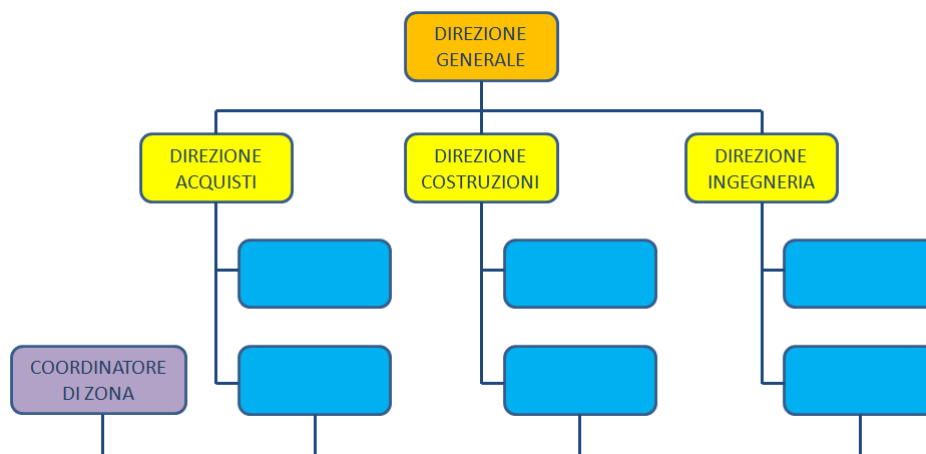 DIREZIONE
GENERALE
DIREZIONE
ACQUISTI
DIREZIONE
COSTRUZIONI
DIREZIONE
INGEGNERIA
COORDINATORE
DI ZONA